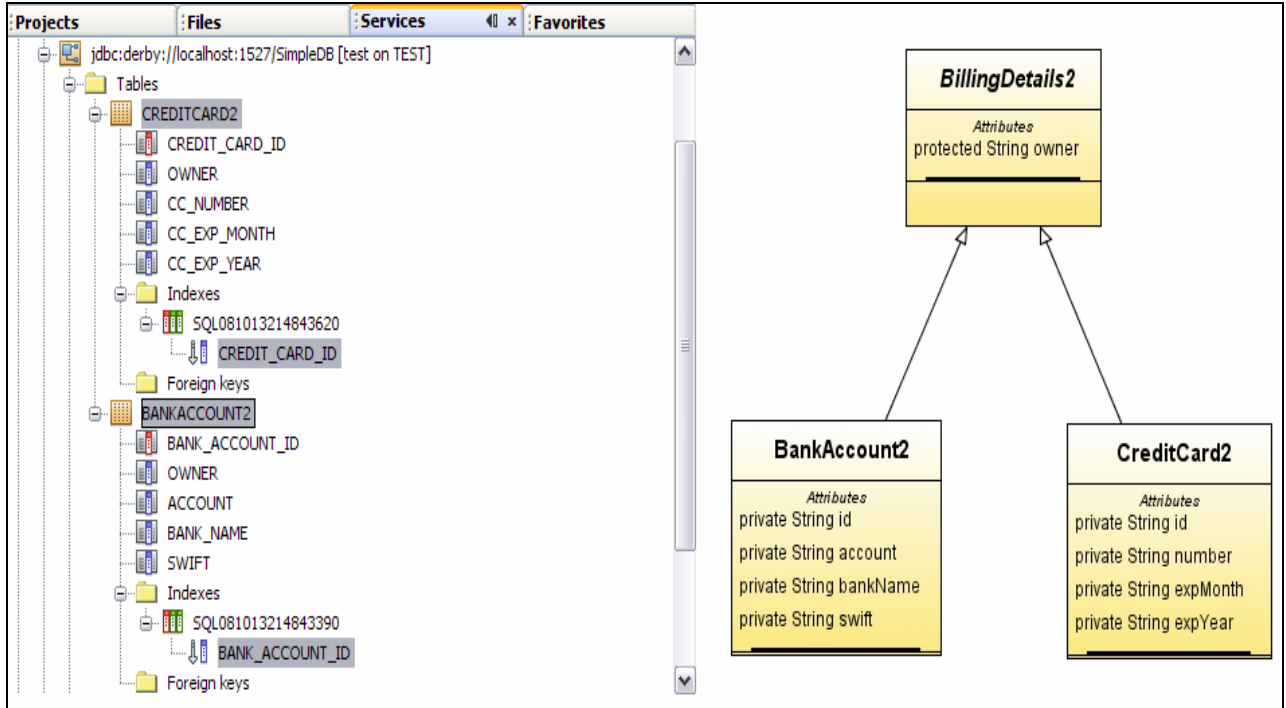 Projects
Files
Services
Favorites
jdbc:derby://localhost:1527/SimpleDB [test on TEST]
Tables
CREDITCARD2
CREDIT_CARD_ID
OWNER
CC_NUMBER
CC_EXP_MONTH
CC_EXP_YEAR
Indexes
SQL081013214843620
CREDIT_CARD_ID
Foreign keys
BANKACCOUNT2
BANK_ACCOUNT_ID
OWNER
ACCOUNT
BANK_NAME
SWIFT
Indexes
SQL081013214843390
BANK_ACCOUNT_ID
Foreign keys
BillingDetails2
Attributes
protected String owner
BankAccount2
Attributes
private String id
private String account
private String bankName
private String swift
CreditCard2
Attributes
private String id
private String number
private String expMonth
private String expYear